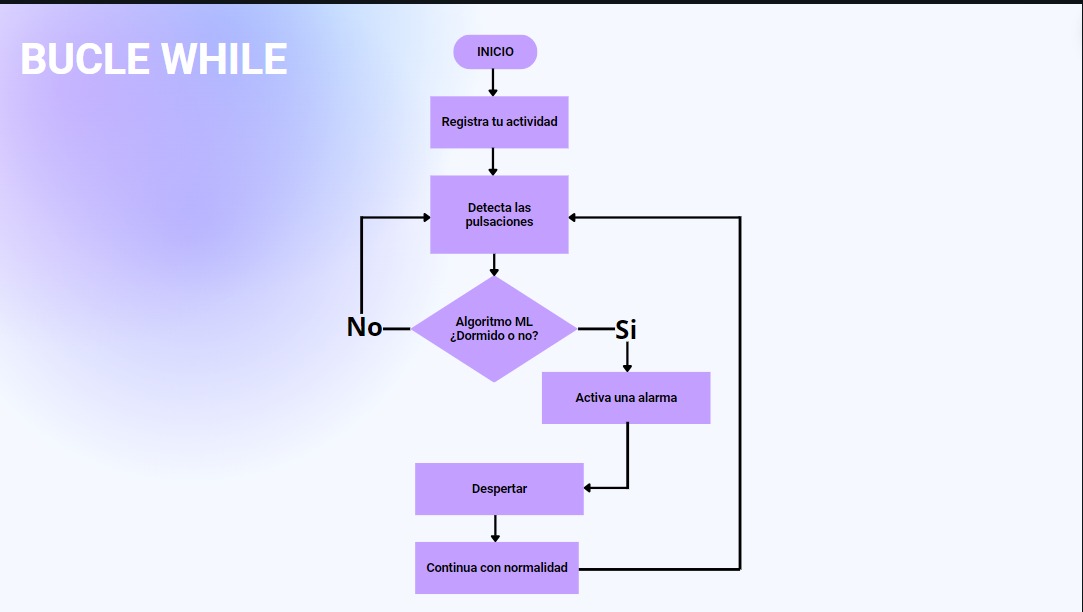 BUCLE WHILE
INICIO
Registra tu actividad
Detecta las
pulsaciones
Algoritmo ML
¿Dormido o no?
No
Si
Activa una alarma
Despertar
Continua con normalidad